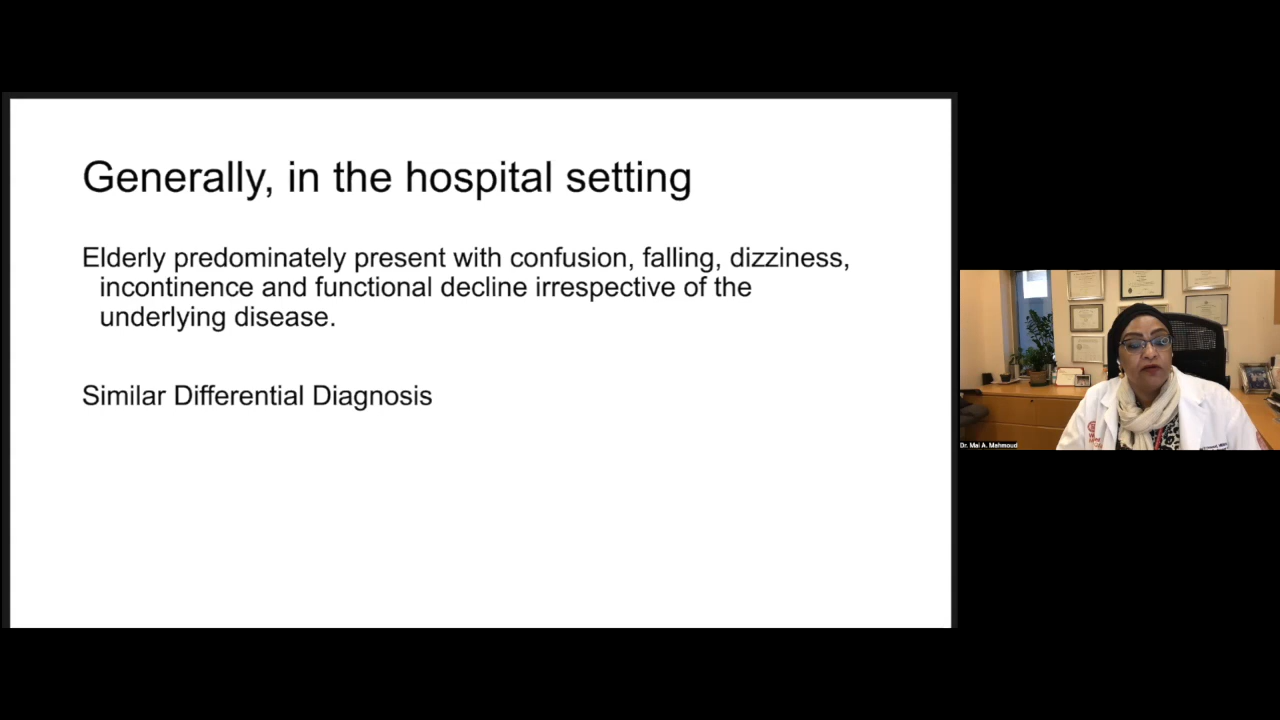 Generally, in the hospital setting
Elderly predominately present with confusion, falling, dizziness,
incontinence and functional decline irrespective of the
underlying disease.
Similar Differential Diagnosis
Dr. Mai A. Mahmoud